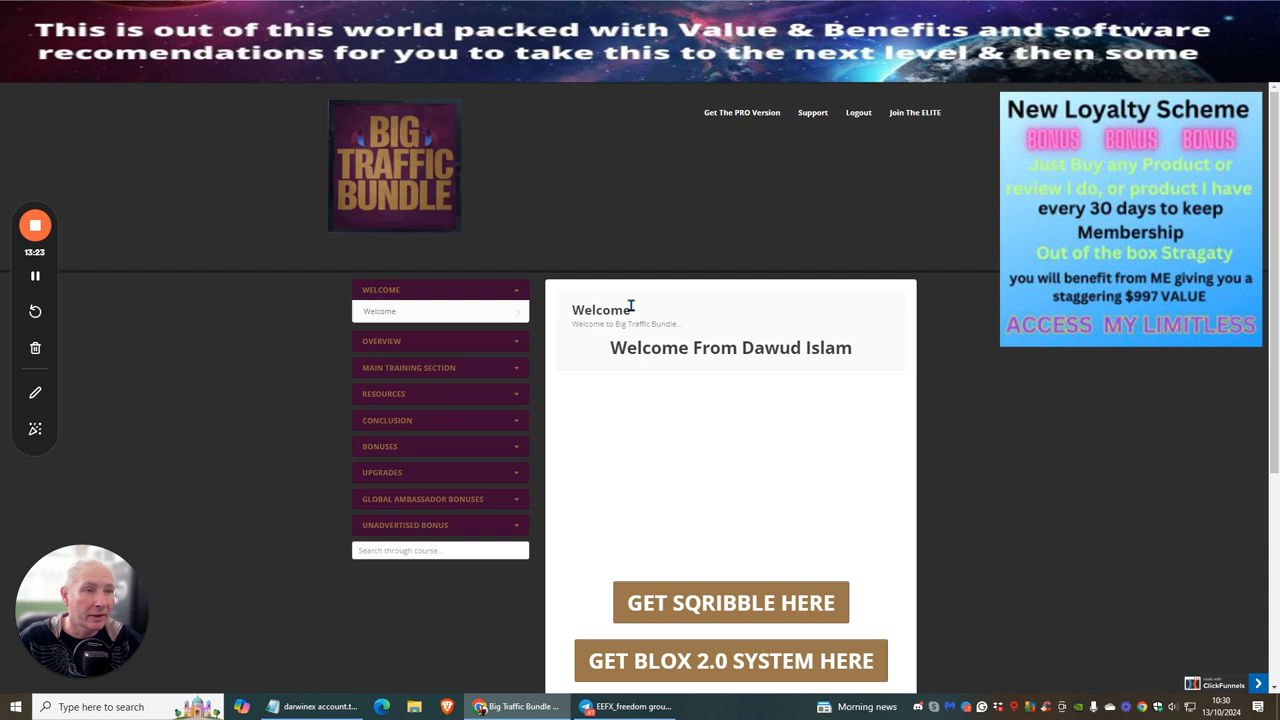 This is out of this world packed with Value & Benefits and software
recomendations for you to take this to the next level & then some
BIG
TRAFFIC
BUNDLE
Get The PRO Version
Support
Logout
Join The ELITE
New Loyalty Scheme
BONUS BONUS BONUS
Just Buy any Product or
review I do, or product I have
every 30 days to keep
Membership
Out of the box Stragaty
you will benefit from ME giving you a
staggering $997 VALUE
ACCESS MY LIMITLESS
13:23
WELCOME
Welcome
OVERVIEW
MAIN TRAINING SECTION
RESOURCES
CONCLUSION
BONUSES
UPGRADES
GLOBAL AMBASSADOR BONUSES
UNADVERTISED BONUS
Search through course...
Welcome
Welcome to Big Traffic Bundle...
Welcome From Dawud Islam
GET SQRIBBLE HERE
GET BLOX 2.0 SYSTEM HERE
made with
ClickFunnels
Type here to search
darwinex account.t...
Big Traffic Bundle ...
EEFX_freedom grou...
Morning news
10:30
13/10/2024